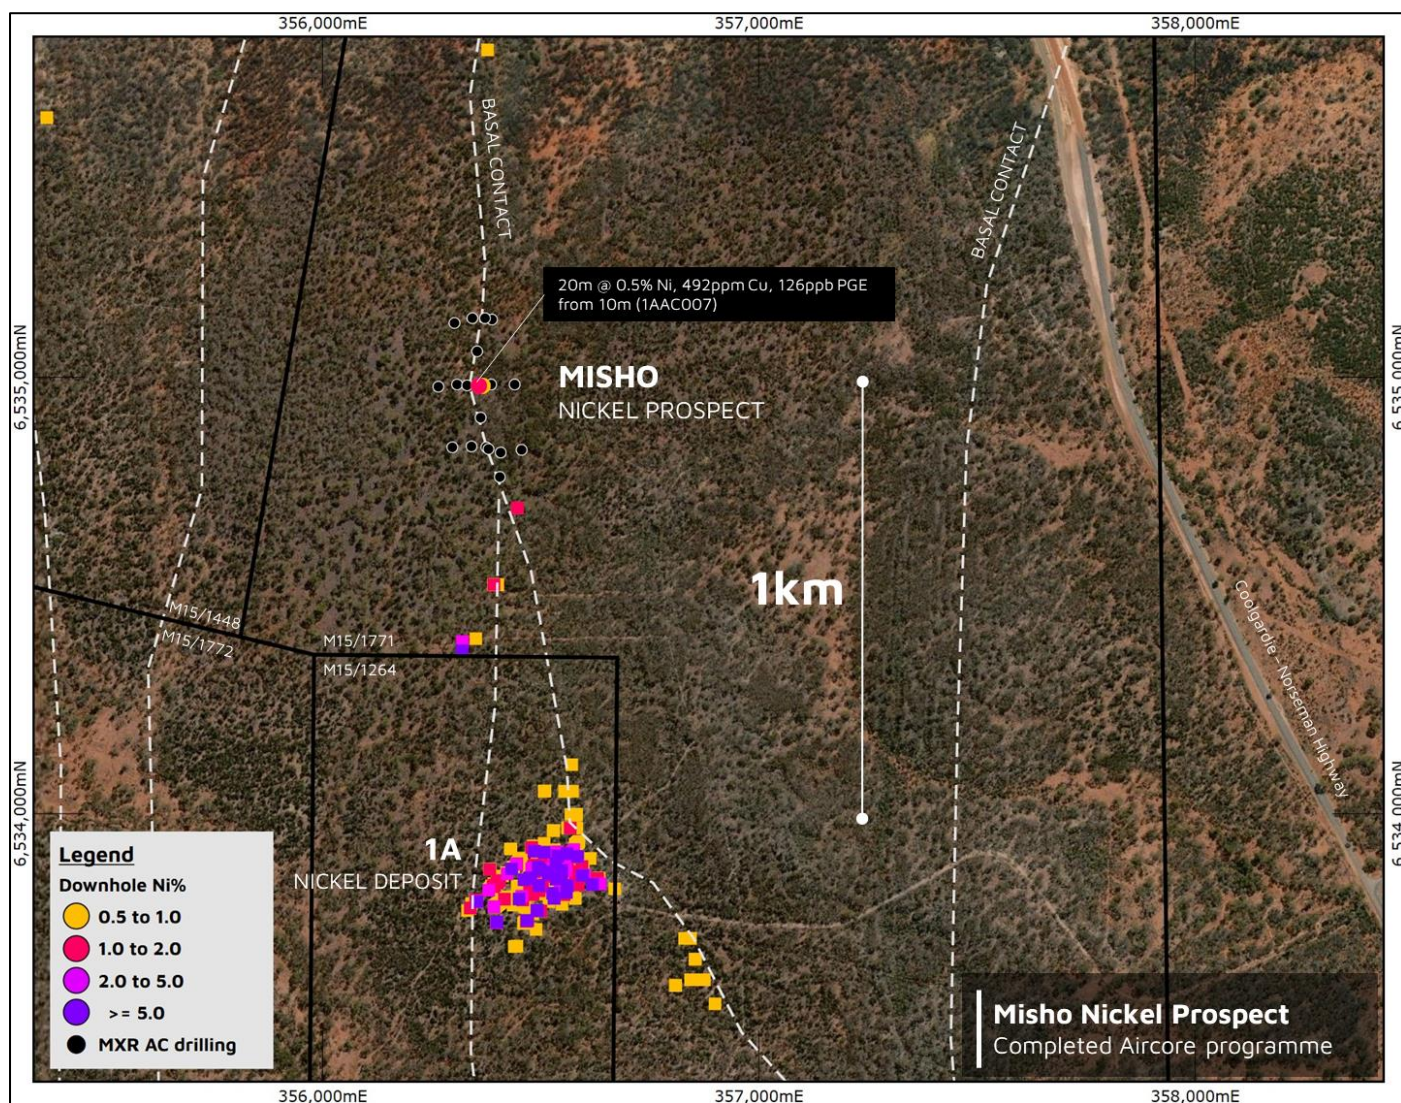 356,000mE
357,000mE
358,000mE
BASAL CONTACT
BASAL CONTACT
20m @ 0.5% Ni, 492ppm Cu, 126ppb PGE
from 10m (1AAC007)
6,535,000mN
6,535,000mN
MISHO
NICKEL PROSPECT
1km
Coolgardie – Norseman Highway
M15/1448
M15/1772
M15/1771
M15/1264
6,534,000mN
6,534,000mN
1A
NICKEL DEPOSIT
Legend
Downhole Ni%
0.5 to 1.0
1.0 to 2.0
2.0 to 5.0
>= 5.0
MXR AC drilling
Misho Nickel Prospect
Completed Aircore programme
356,000mE
357,000mE
358,000mE